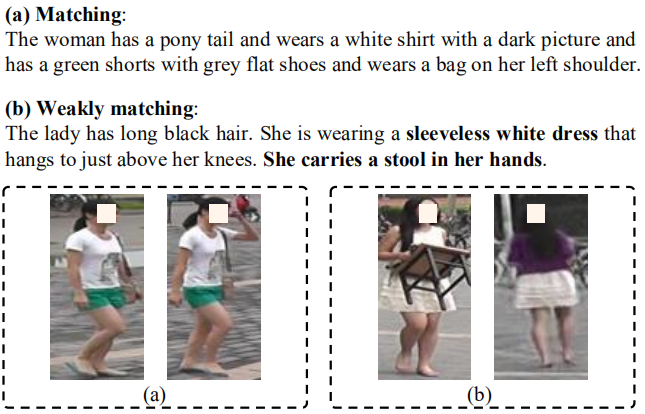 (a) Matching:
The woman has a pony tail and wears a white shirt with a dark picture and
has a green shorts with grey flat shoes and wears a bag on her left shoulder.
(b) Weakly matching:
The lady has long black hair. She is wearing a sleeveless white dress that
hangs to just above her knees. She carries a stool in her hands.
(a)
(b)